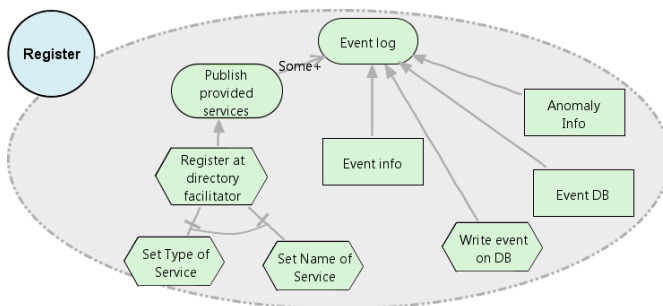 Register
Event log
Some+
Publish
provided
services
Anomaly
Info
Register at
directory
facilitator
Event info
Event DB
Set Type of
Service
Set Name of
Service
Write event
on DB